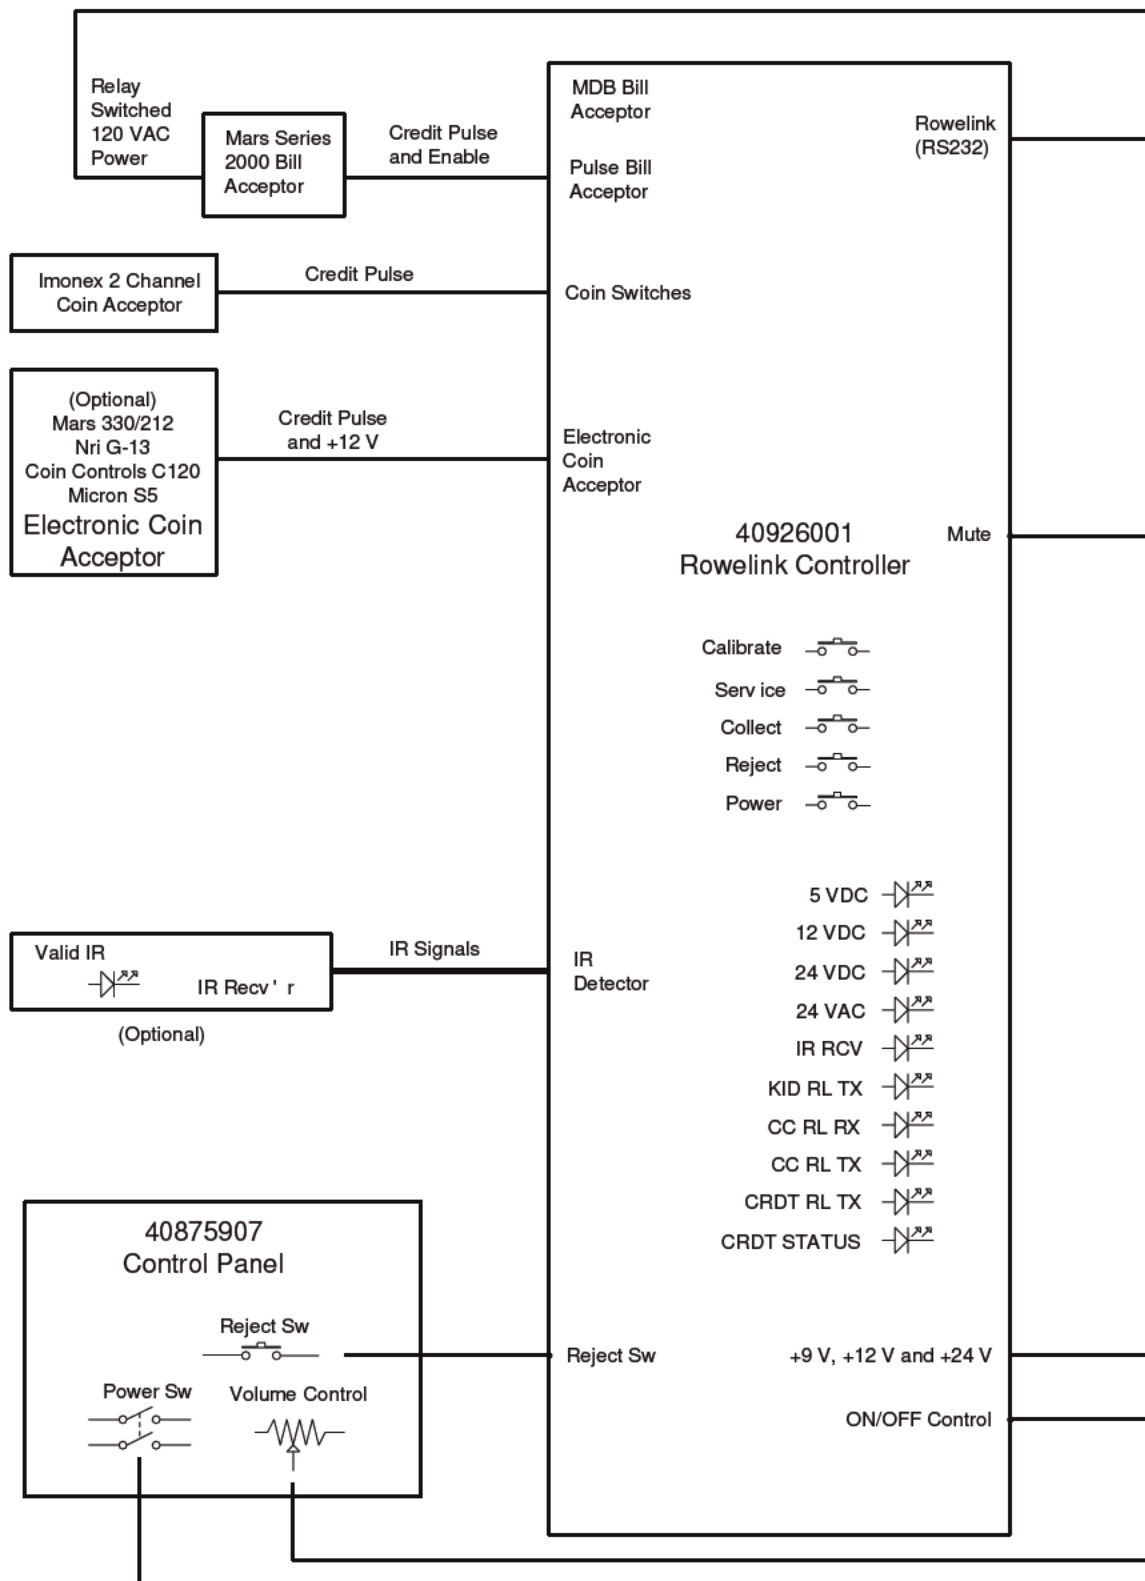 Relay
Switched
120 VAC
Power
Mars Series
2000 Bill
Acceptor
Credit Pulse
and Enable
MDB Bill
Acceptor
Pulse Bill
Acceptor
Rowelink
(RS232)
Imonex 2 Channel
Coin Acceptor
Credit Pulse
Coin Switches
(Optional)
Mars 330/212
Nri G-13
Coin Controls C120
Micron S5
Electronic Coin
Acceptor
Credit Pulse
and +12 V
Electronic
Coin
Acceptor
40926001
Rowelink Controller
Mute
Calibrate
Serv ice
Collect
Reject
Power
5 VDC
12 VDC
24 VDC
24 VAC
IR RCV
KID RL TX
CC RL RX
CC RL TX
CRDT RL TX
CRDT STATUS
Valid IR
IR Recv ' r
(Optional)
IR Signals
IR
Detector
40875907
Control Panel
Reject Sw
Power Sw
Volume Control
Reject Sw
+9 V, +12 V and +24 V
ON/OFF Control